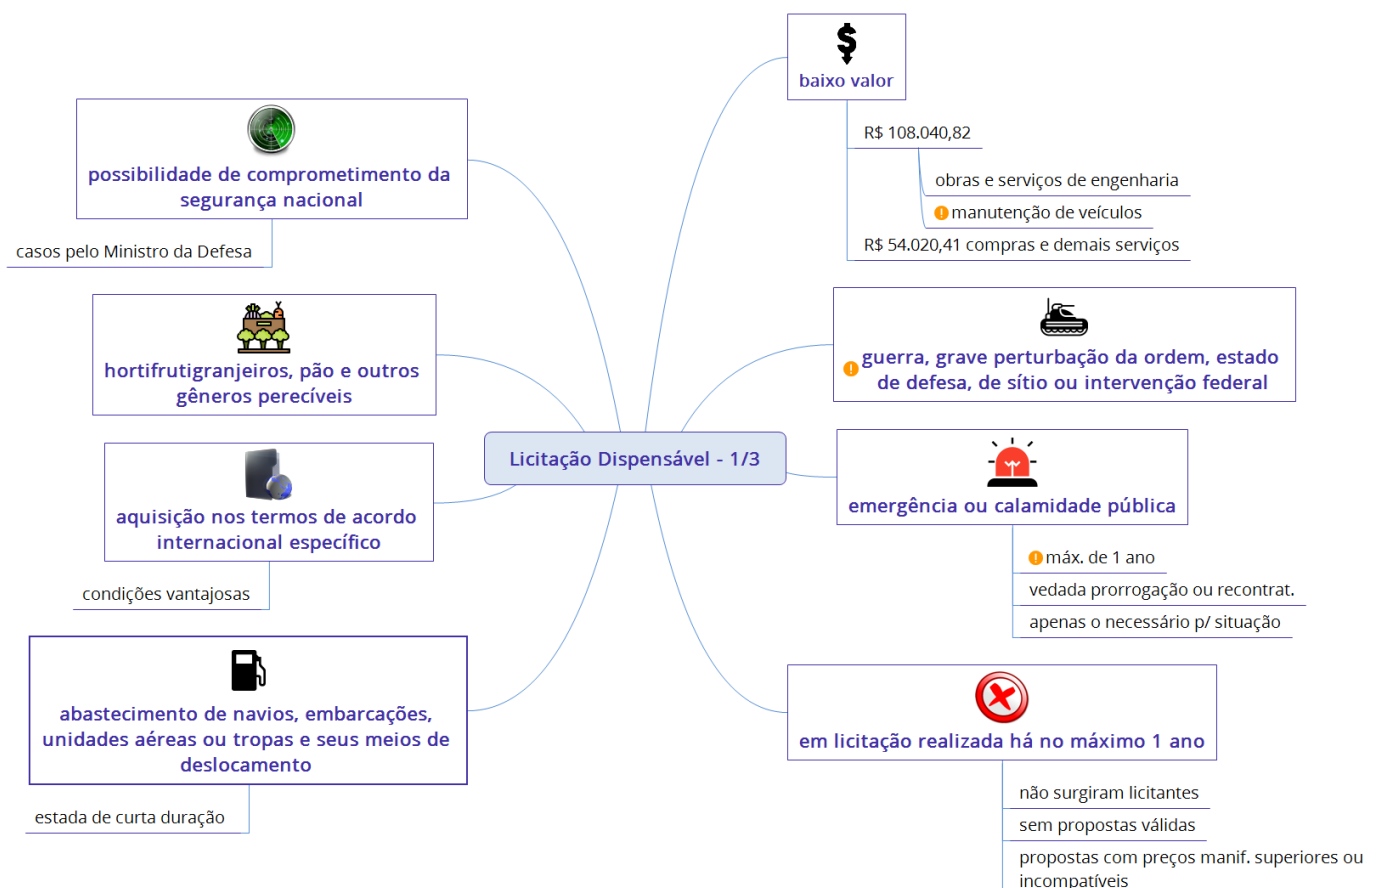 Licitação Dispensável - 1/3
baixo valor
R$ 108.040,82
obras e serviços de engenharia
manutenção de veículos
R$ 54.020,41 compras e demais serviços
guerra, grave perturbação da ordem, estado
de defesa, de sítio ou intervenção federal
emergência ou calamidade pública
máx. de 1 ano
vedada prorrogação ou recontrat.
apenas o necessário p/ situação
em licitação realizada há no máximo 1 ano
não surgiram licitantes
sem propostas válidas
propostas com preços manif. superiores ou
incompatíveis
possibilidade de comprometimento da
segurança nacional
casos pelo Ministro da Defesa
hortifrutigranjeiros, pão e outros
gêneros perecíveis
aquisição nos termos de acordo
internacional específico
condições vantajosas
abastecimento de navios, embarcações,
unidades aéreas ou tropas e seus meios de
deslocamento
estada de curta duração